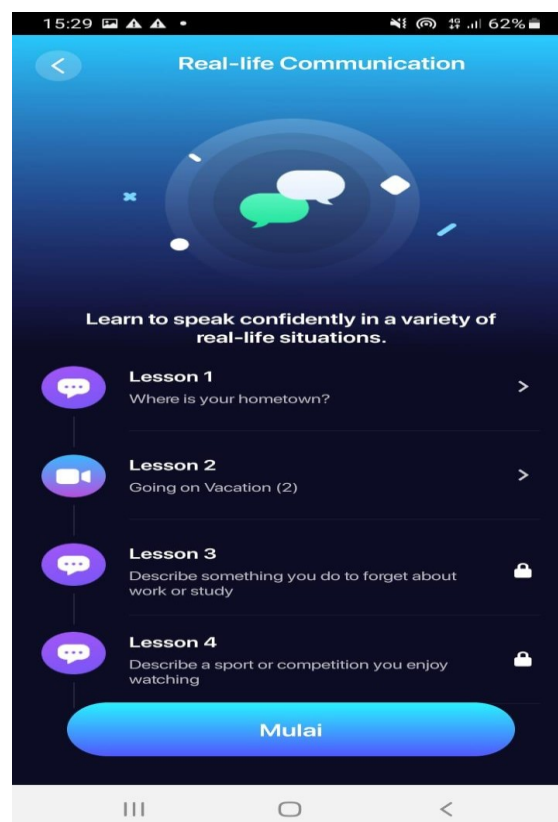 15:29 4G 62%
Real-life Communication
Learn to speak confidently in a variety of
real-life situations.
Lesson 1
Where is your hometown?
Lesson 2
Going on Vacation (2)
Lesson 3
Describe something you do to forget about
work or study
Lesson 4
Describe a sport or competition you enjoy
watching
Mulai